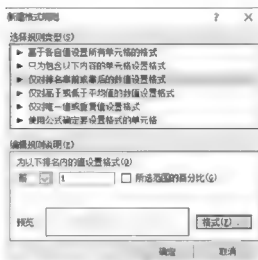 新建格式规则 ? ×
选择规则类型(S)
► 基于各自值设置所有单元格的格式
► 只为包含以下内容的单元格设置格式
► 仅对排名靠前或靠后的数值设置格式
► 仅对高于或低于平均值的数值设置格式
► 仅对唯一值或重复值设置格式
► 使用公式确定要设置格式的单元格
编辑规则说明(E)
为以下排名内的值设置格式(O)
前 1 所选范围的百分比(G)
预览 格式(F)...
确定 取消